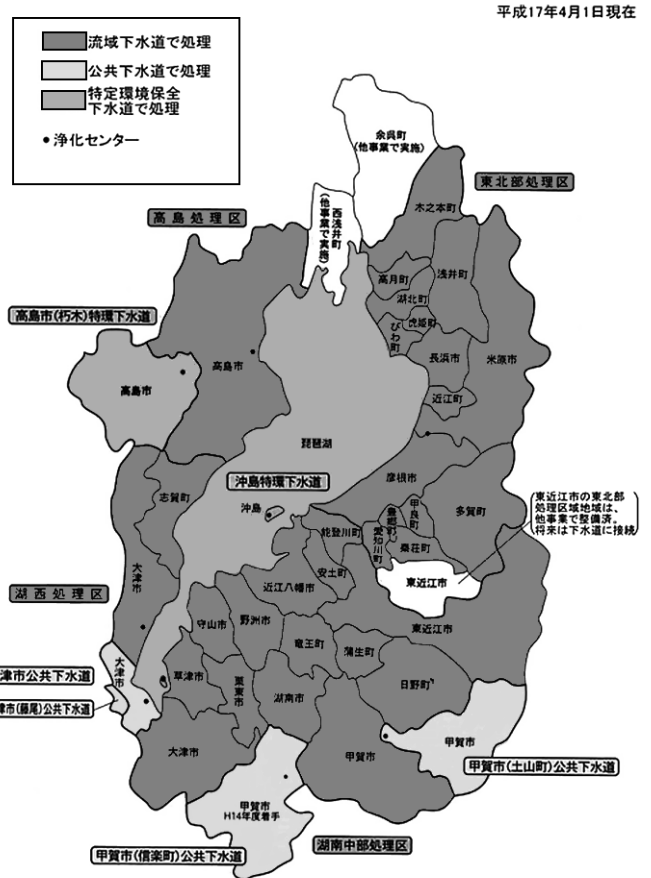 平成17年4月1日現在
流域下水道で処理
公共下水道で処理
特定環境保全
下水道で処理
●浄化センター
余呉町
(他事業で実施)
東北部処理区
西浅井町
(他事業で実施)
木之本町
高島処理区
高月町
浅井町
湖北町
虎姫町
びわ町
高島市(朽木)特環下水道
高島市
高島市
長浜市
米原市
近江町
琵琶湖
沖島特環下水道
彦根市
志賀町
沖島
多賀町
甲良町
豊郷町
愛知川町
秦荘町
能登川町
安土町
東近江市の東北部
処理区域地域は、
他事業で整備済。
将来は下水道に接続
東近江市
大津市
湖西処理区
近江八幡市
守山市
野洲市
竜王町
蒲生町
東近江市
津市公共下水道
大津市
草津市
栗東市
湖南市
日野町
津市(藤尾)公共下水道
大津市
甲賀市
甲賀市
甲賀市(土山町)公共下水道
甲賀市
H14年度着手
甲賀市(信楽町)公共下水道
湖南中部処理区